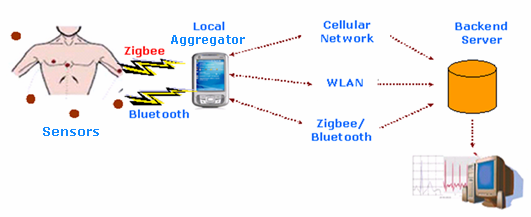 Local
Aggregator
Cellular
Network
Backend
Server
Zigbee
WLAN
Bluetooth
Zigbee/
Bluetooth
Sensors